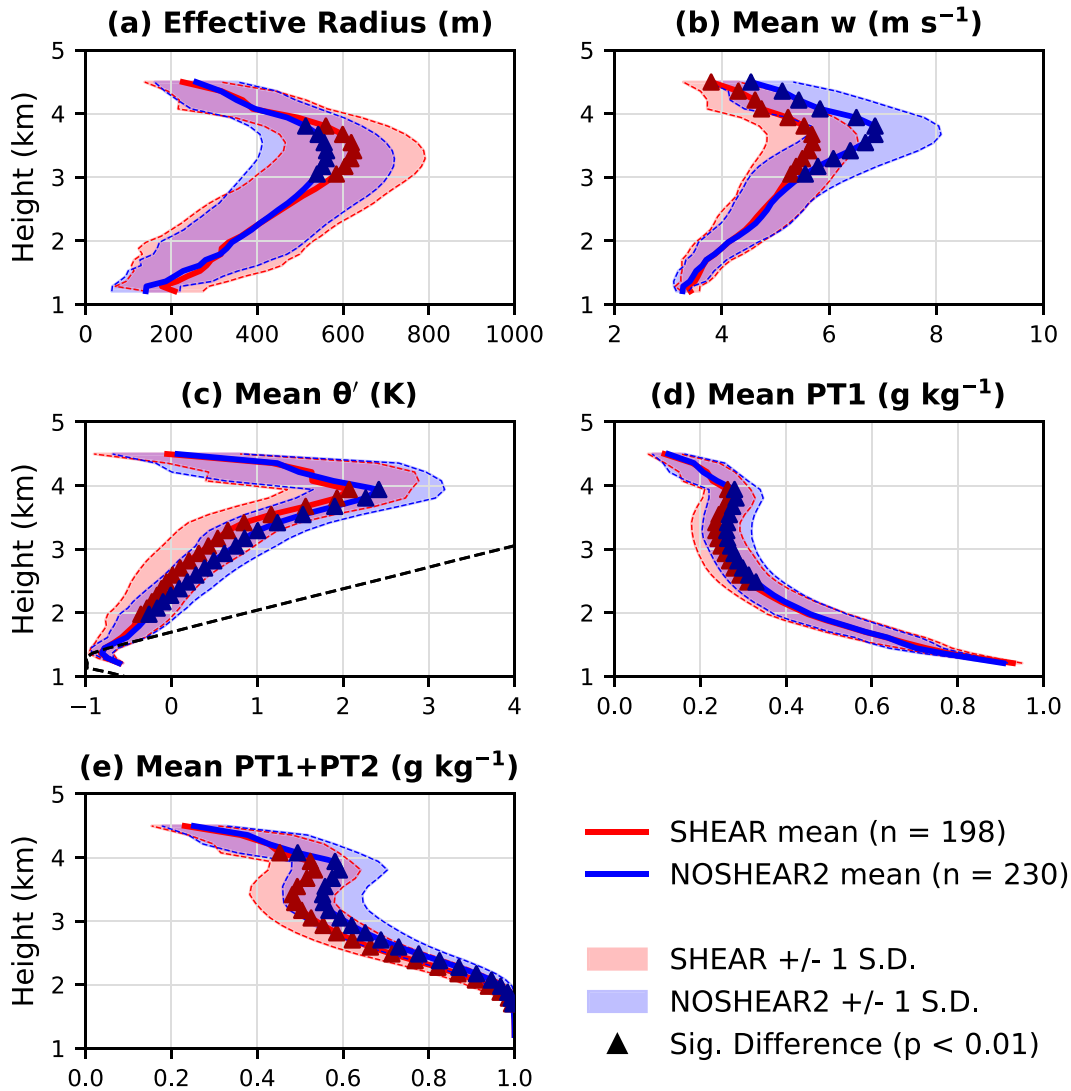 (a) Effective Radius (m)
(b) Mean w (m s⁻¹)
Height (km)
5
4
3
2
1
0 200 400 600 800 1000
5
4
3
2
1
2 4 6 8 10
(c) Mean θ′ (K)
(d) Mean PT1 (g kg⁻¹)
Height (km)
5
4
3
2
1
−1 0 1 2 3 4
5
4
3
2
1
0.0 0.2 0.4 0.6 0.8 1.0
(e) Mean PT1+PT2 (g kg⁻¹)
Height (km)
5
4
3
2
1
0.0 0.2 0.4 0.6 0.8 1.0
SHEAR mean (n = 198)
NOSHEAR2 mean (n = 230)
SHEAR +/- 1 S.D.
NOSHEAR2 +/- 1 S.D.
Sig. Difference (p < 0.01)